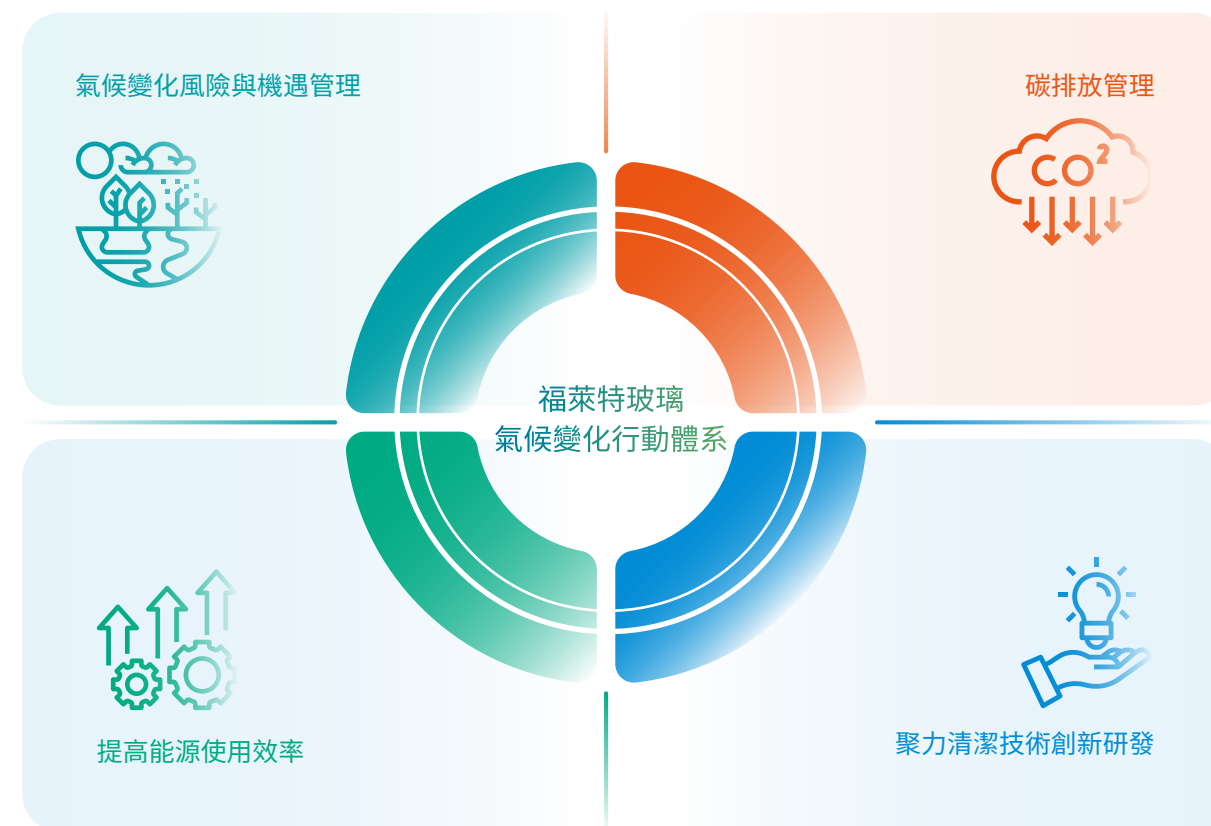 氣候變化風險與機遇管理
碳排放管理
CO2
福萊特玻璃
氣候變化行動體系
提高能源使用效率
聚力清潔技術創新研發